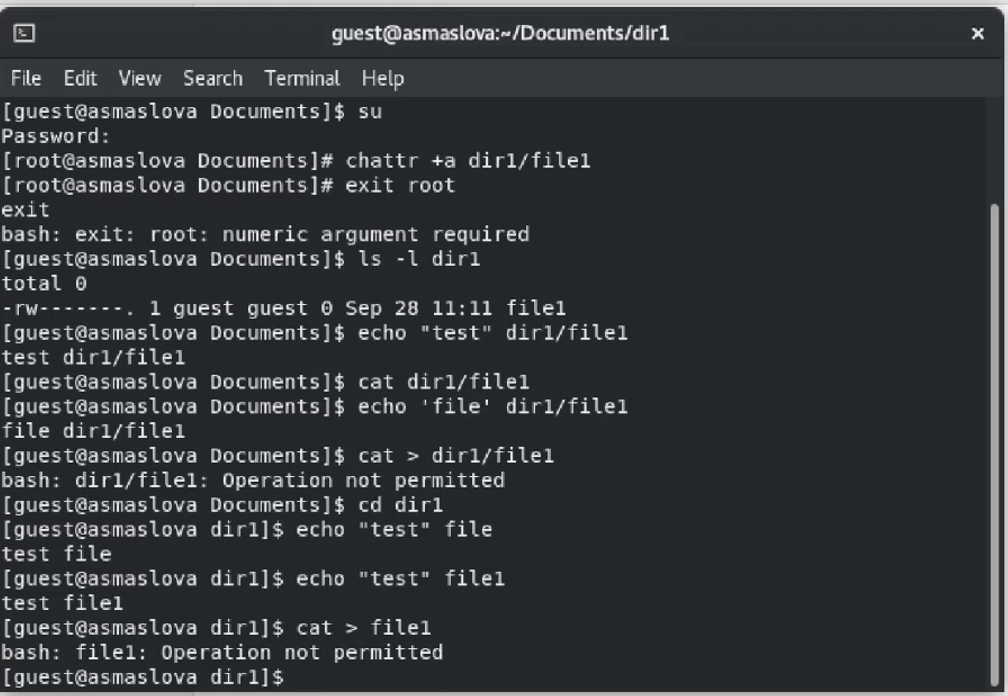 guest@asmaslova:~/Documents/dir1
File Edit View Search Terminal Help
[guest@asmaslova Documents]$ su
Password:
[root@asmaslova Documents]# chattr +a dir1/file1
[root@asmaslova Documents]# exit root
exit
bash: exit: root: numeric argument required
[guest@asmaslova Documents]$ ls -l dir1
total 0
-rw-------. 1 guest guest 0 Sep 28 11:11 file1
[guest@asmaslova Documents]$ echo "test" dir1/file1
test dir1/file1
[guest@asmaslova Documents]$ cat dir1/file1
[guest@asmaslova Documents]$ echo 'file' dir1/file1
file dir1/file1
[guest@asmaslova Documents]$ cat > dir1/file1
bash: dir1/file1: Operation not permitted
[guest@asmaslova Documents]$ cd dir1
[guest@asmaslova dir1]$ echo "test" file
test file
[guest@asmaslova dir1]$ echo "test" file1
test file1
[guest@asmaslova dir1]$ cat > file1
bash: file1: Operation not permitted
[guest@asmaslova dir1]$